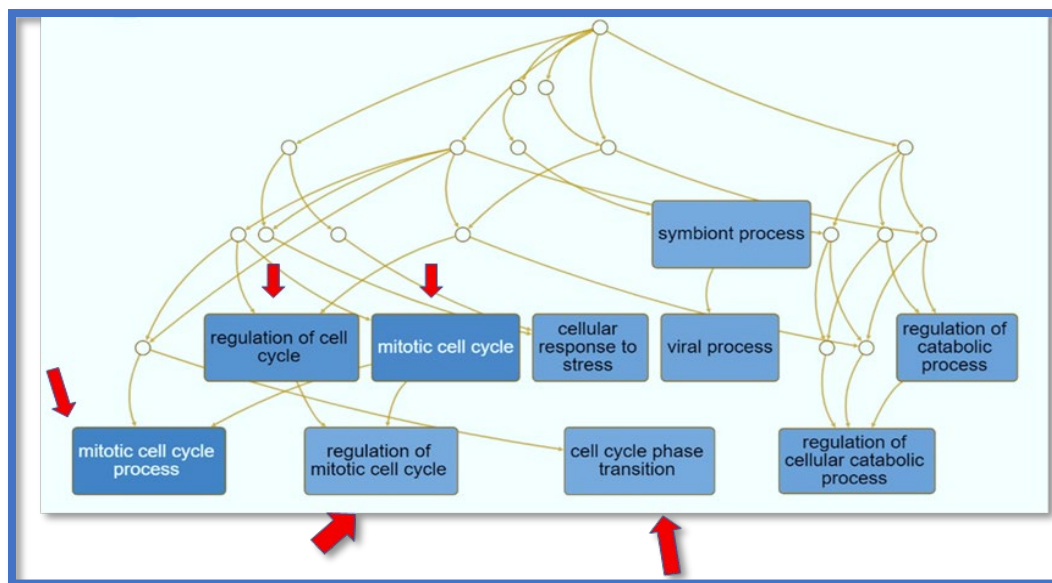 symbiont process
regulation of cell
cycle
mitotic cell cycle
cellular
response to
stress
viral process
regulation of
catabolic
process
mitotic cell cycle
process
regulation of
mitotic cell cycle
cell cycle phase
transition
regulation of
cellular catabolic
process